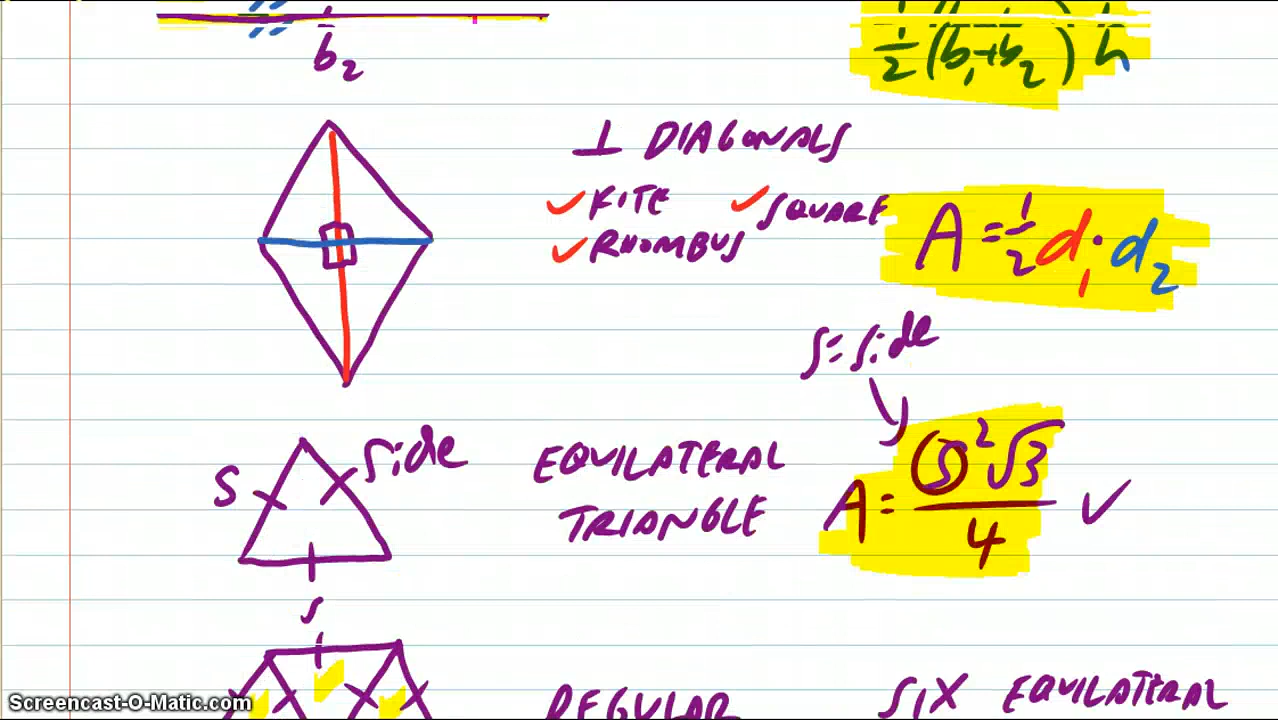 b2
1/2 (b1+b2) h
⊥ DIAGONALS
✓ KITE ✓ SQUARE
✓ RHOMBUS
A = 1/2 d1 · d2
s = side
s side
s
EQUILATERAL
TRIANGLE
A = s²√3 / 4 ✓
REGULAR
SIX EQUILATERAL
Screencast-O-Matic.com